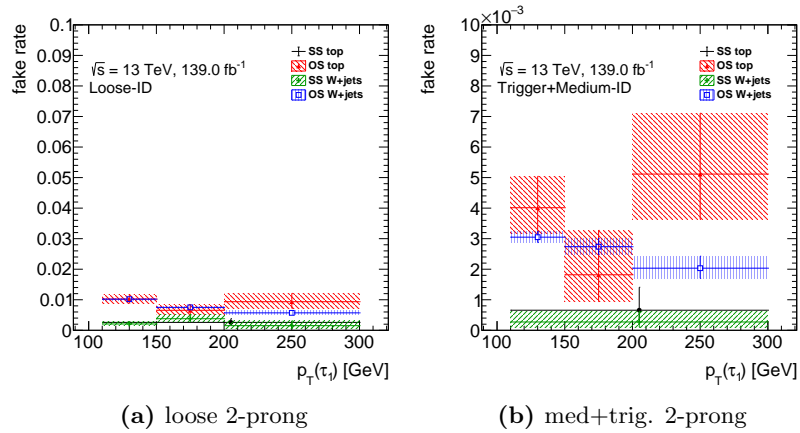 fake rate
0.1
0.09
0.08
0.07
0.06
0.05
0.04
0.03
0.02
0.01
0
√s = 13 TeV, 139.0 fb⁻¹
Loose-ID
SS top
OS top
SS W+jets
OS W+jets
100 150 200 250 300
p_T(τ₁) [GeV]
(a) loose 2-prong
fake rate
10×10⁻³
9
8
7
6
5
4
3
2
1
0
√s = 13 TeV, 139.0 fb⁻¹
Trigger+Medium-ID
SS top
OS top
SS W+jets
OS W+jets
100 150 200 250 300
p_T(τ₁) [GeV]
(b) med+trig. 2-prong